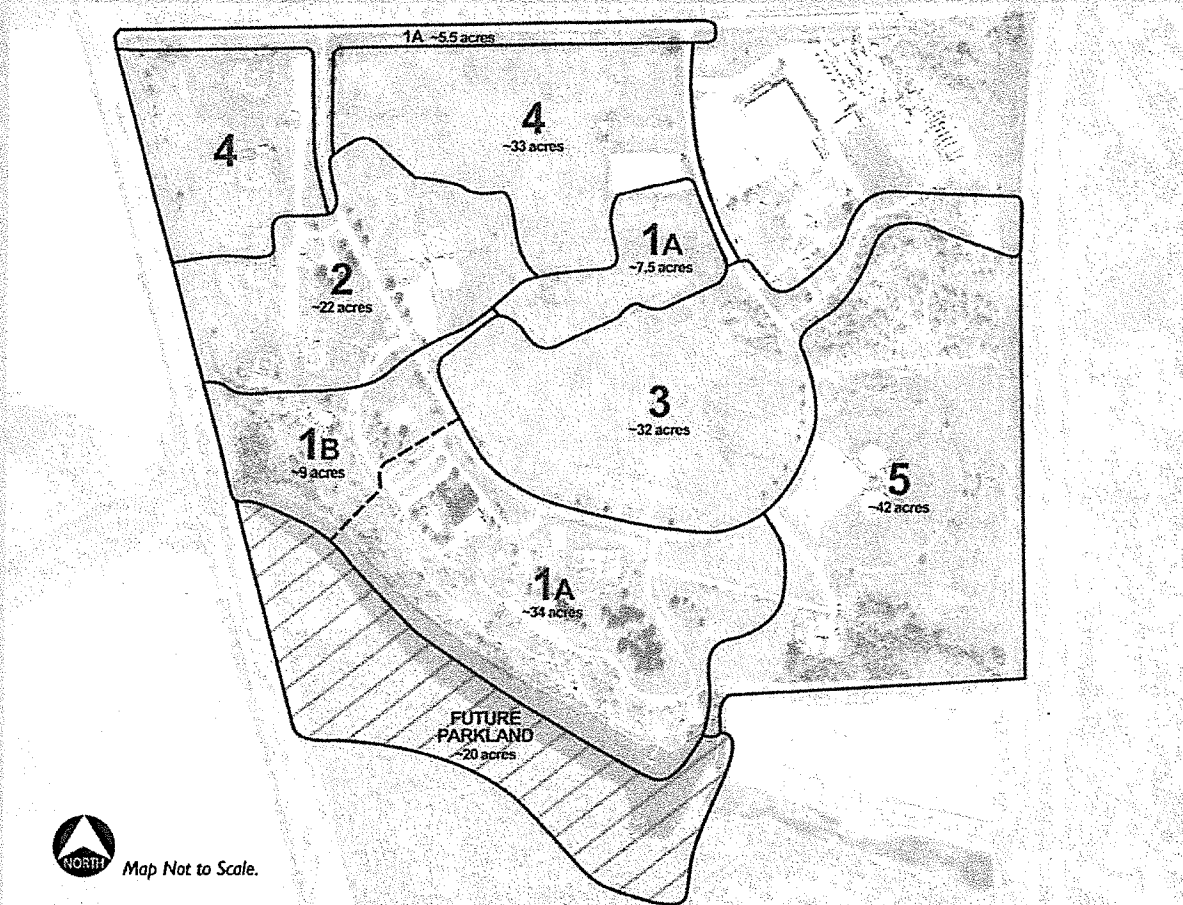 1A ~5.5 acres
4
4
~33 acres
1A
~7.5 acres
2
~22 acres
3
~32 acres
1B
~9 acres
5
~42 acres
1A
~34 acres
FUTURE
PARKLAND
~20 acres
NORTH
Map Not to Scale.